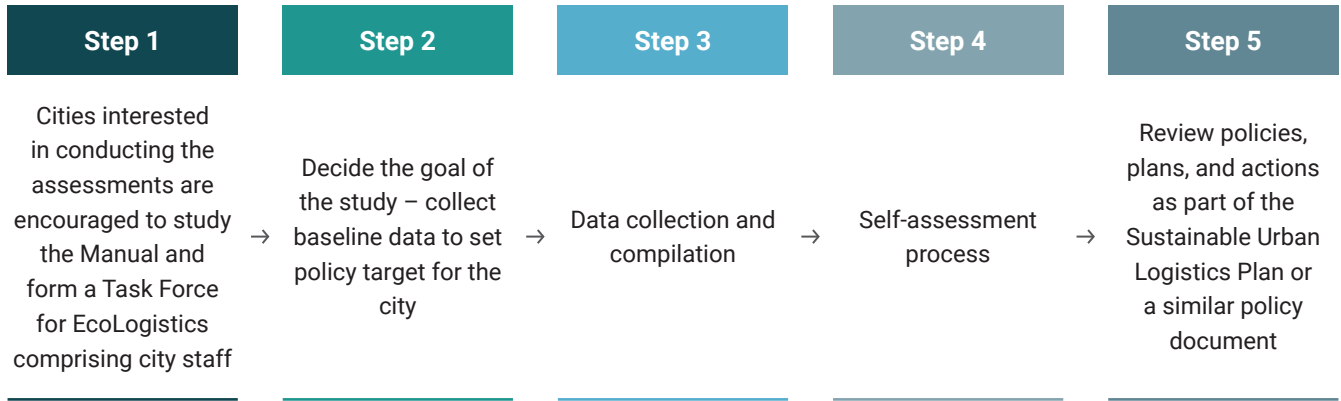 Step 1
Cities interested
in conducting the
assessments are
encouraged to study
the Manual and
form a Task Force
for EcoLogistics
comprising city staff
→
Step 2
Decide the goal of
the study – collect
baseline data to set
policy target for the
city
→
Step 3
Data collection and
compilation
→
Step 4
Self-assessment
process
→
Step 5
Review policies,
plans, and actions
as part of the
Sustainable Urban
Logistics Plan or
a similar policy
document